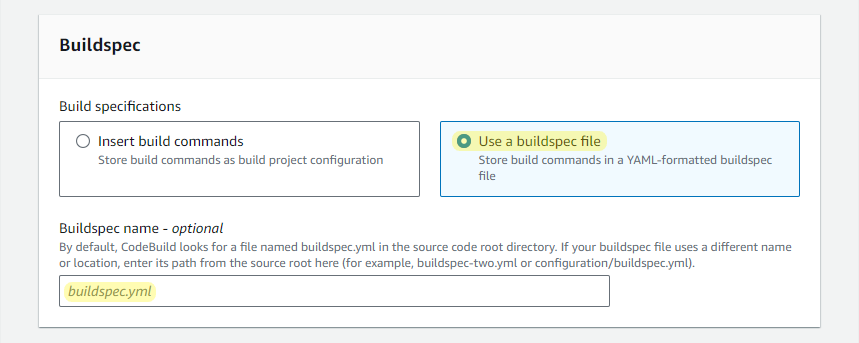 Buildspec
Build specifications
Insert build commands
Store build commands as build project configuration
Use a buildspec file
Store build commands in a YAML-formatted buildspec
file
Buildspec name - optional
By default, CodeBuild looks for a file named buildspec.yml in the source code root directory. If your buildspec file uses a different name
or location, enter its path from the source root here (for example, buildspec-two.yml or configuration/buildspec.yml).
buildspec.yml